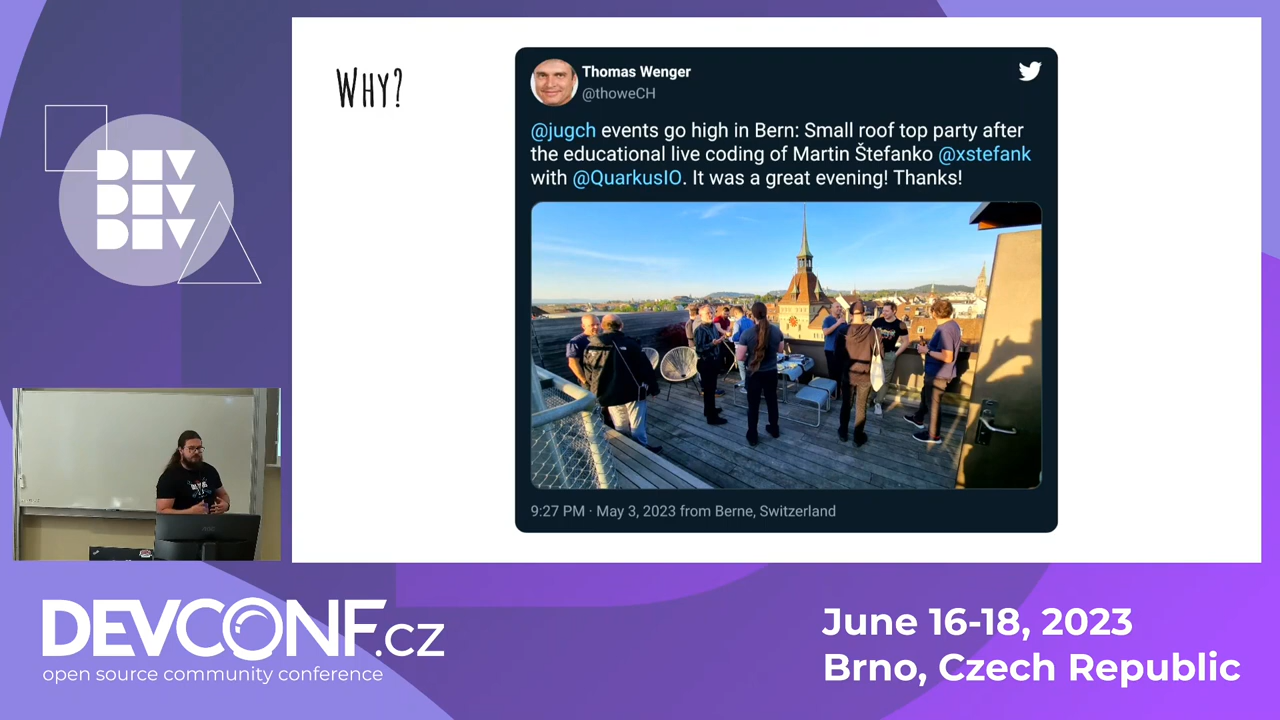 WHY?
Thomas Wenger
@thoweCH
@jugch events go high in Bern: Small roof top party after
the educational live coding of Martin Štefanko @xstefank
with @QuarkusIO. It was a great evening! Thanks!
9:27 PM · May 3, 2023 from Berne, Switzerland
DEV
DEV
DEV
DEVCONF.cz
open source community conference
June 16-18, 2023
Brno, Czech Republic